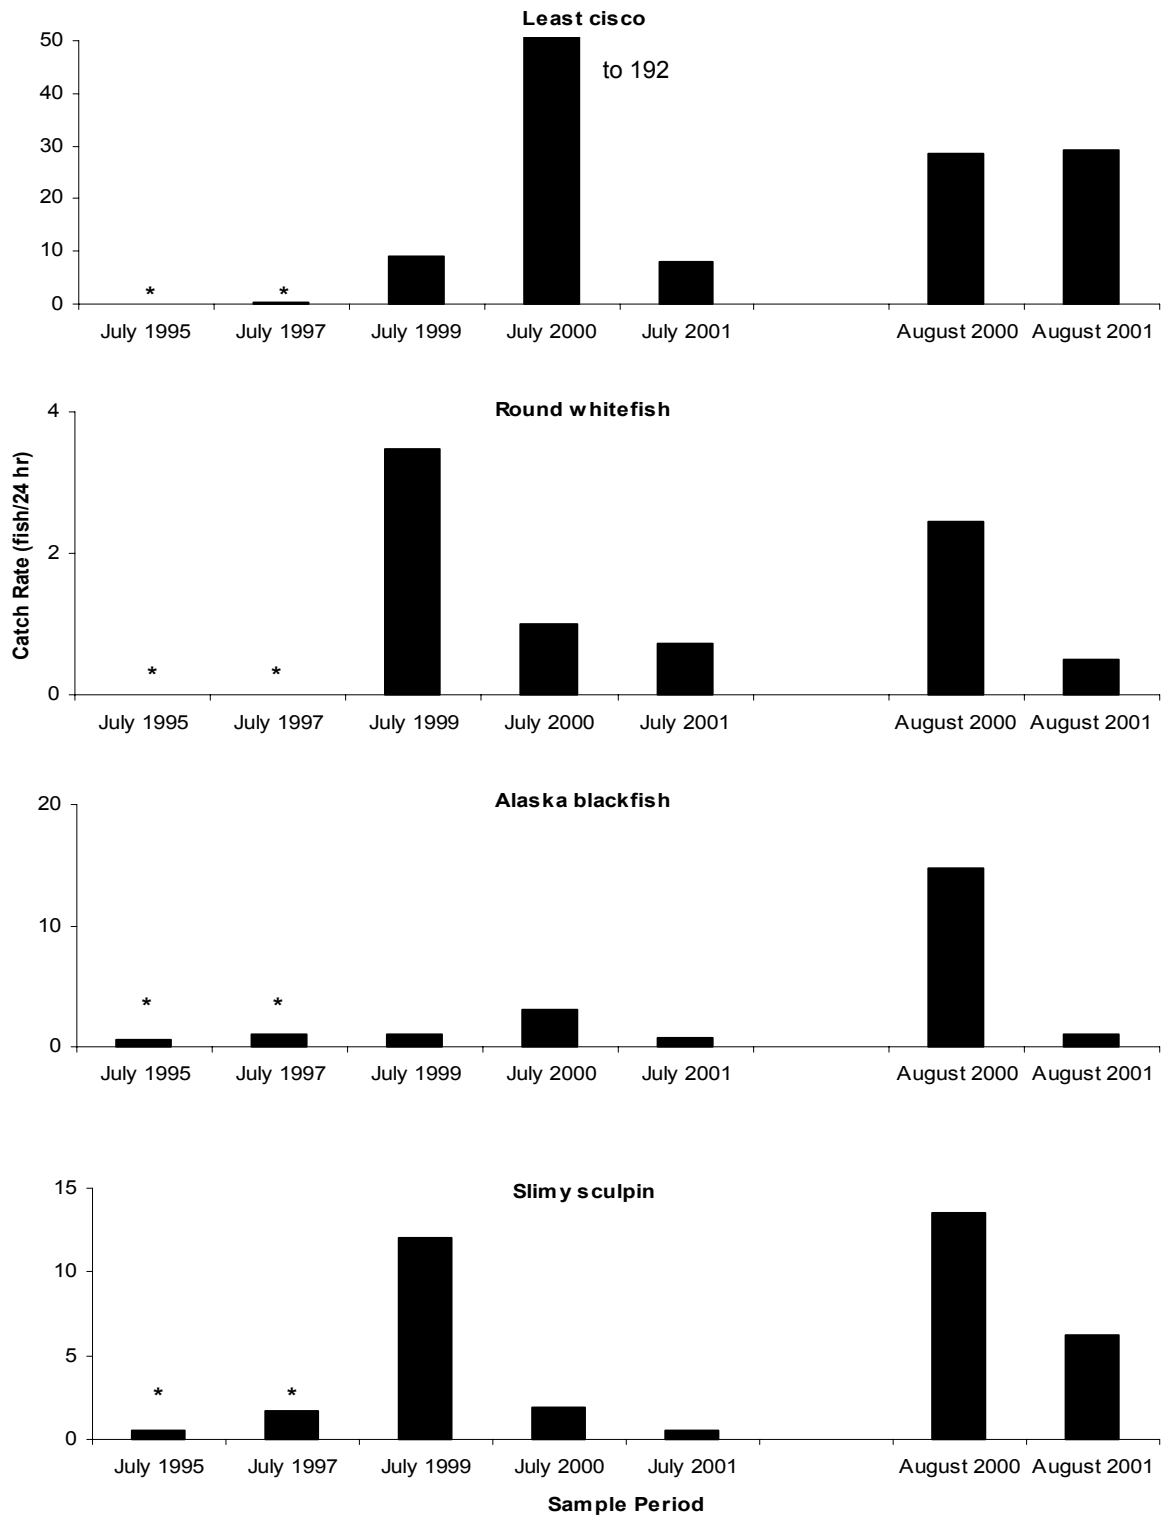 Least cisco
50
to 192
40
30
20
10
0
* *
July 1995 July 1997 July 1999 July 2000 July 2001 August 2000 August 2001
Round whitefish
4
2
0
* *
July 1995 July 1997 July 1999 July 2000 July 2001 August 2000 August 2001
Catch Rate (fish/24 hr)
Alaska blackfish
20
10
0
* *
July 1995 July 1997 July 1999 July 2000 July 2001 August 2000 August 2001
Slimy sculpin
15
10
5
0
* *
July 1995 July 1997 July 1999 July 2000 July 2001 August 2000 August 2001
Sample Period